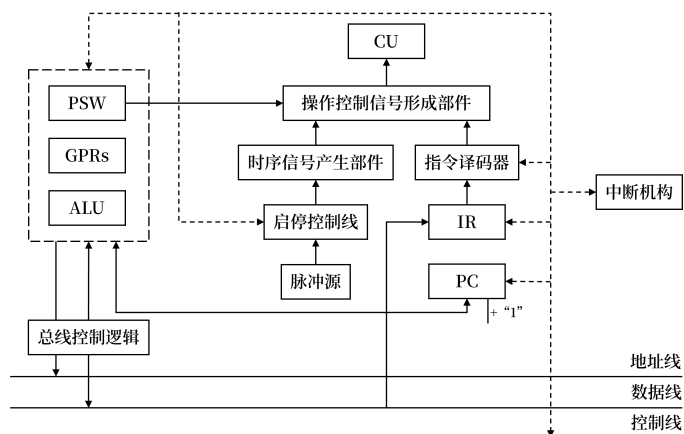 CU
PSW
操作控制信号形成部件
GPRs
时序信号产生部件
指令译码器
中断机构
ALU
启停控制线
IR
脉冲源
PC
+“1”
总线控制逻辑
地址线
数据线
控制线